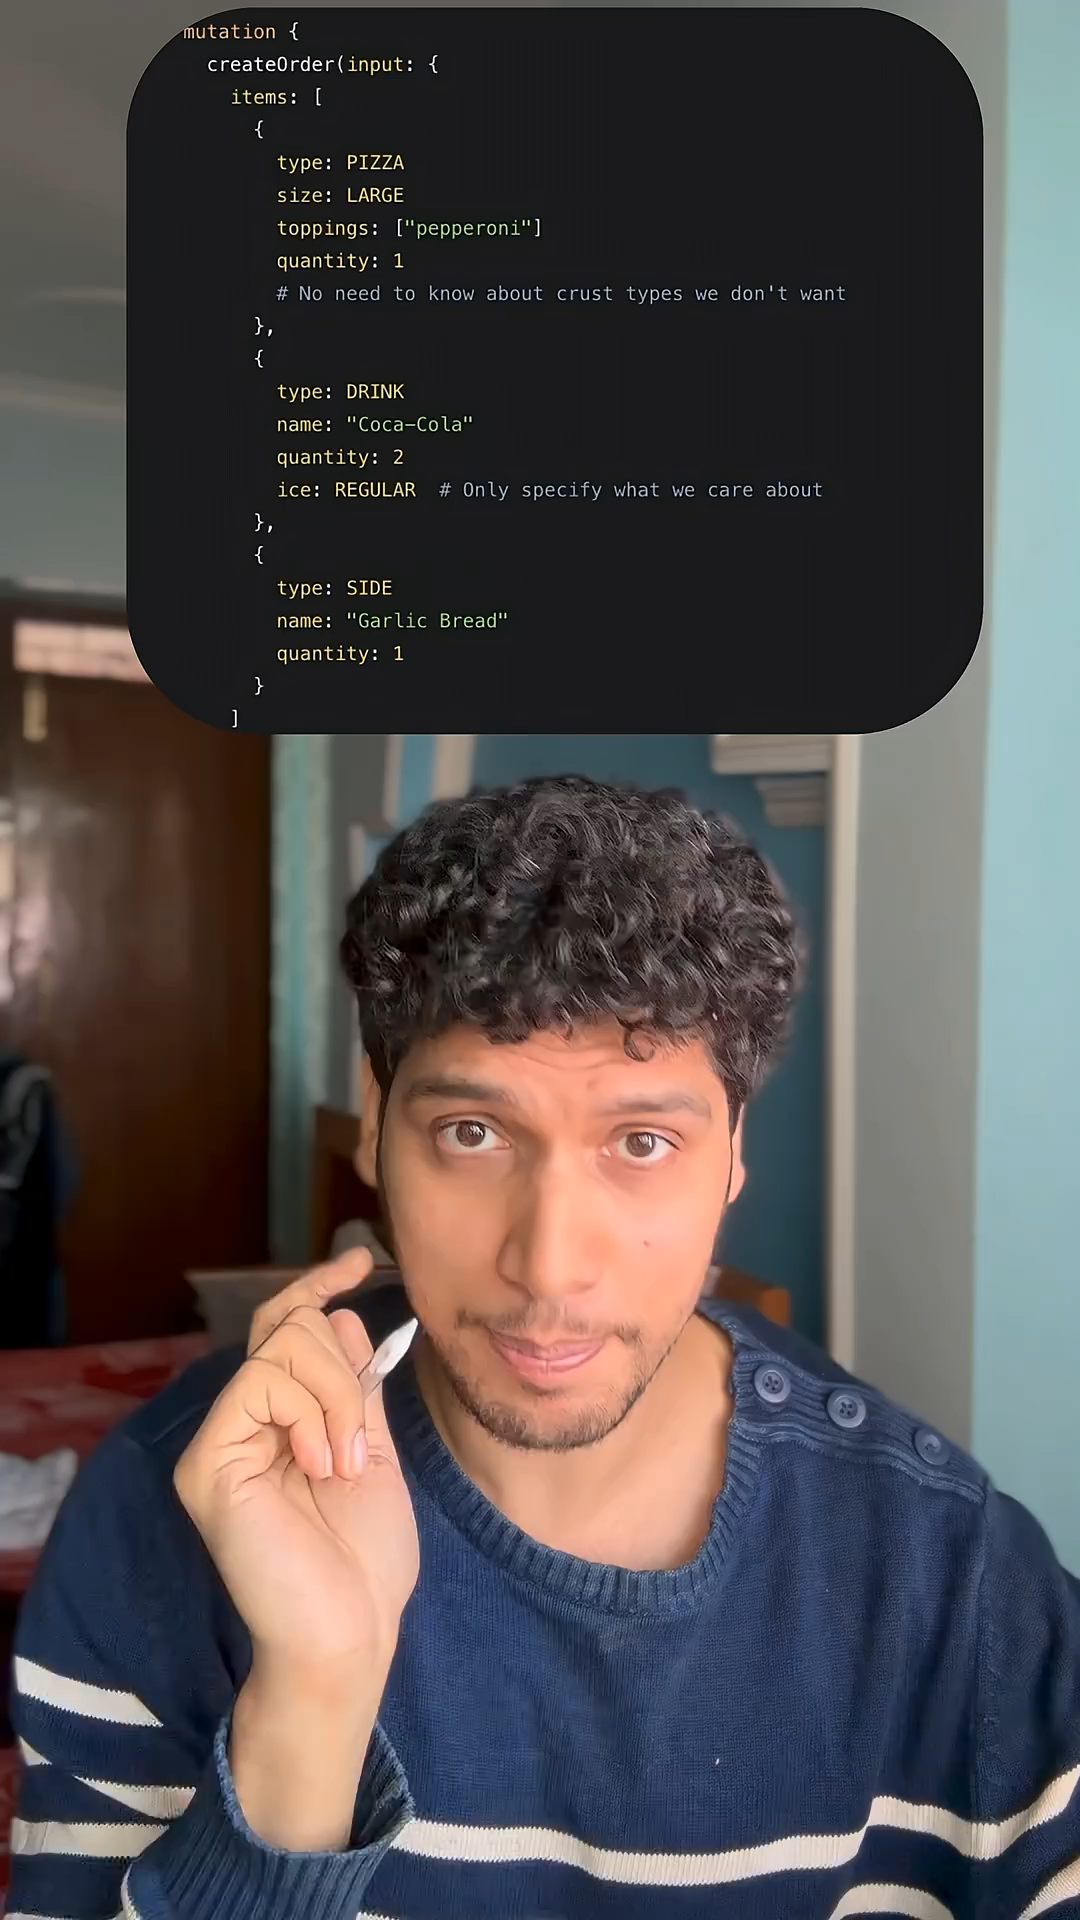 mutation {
createOrder(input: {
items: [
{
type: PIZZA
size: LARGE
toppings: ["pepperoni"]
quantity: 1
# No need to know about crust types we don't want
},
{
type: DRINK
name: "Coca-Cola"
quantity: 2
ice: REGULAR  # Only specify what we care about
},
{
type: SIDE
name: "Garlic Bread"
quantity: 1
}
]